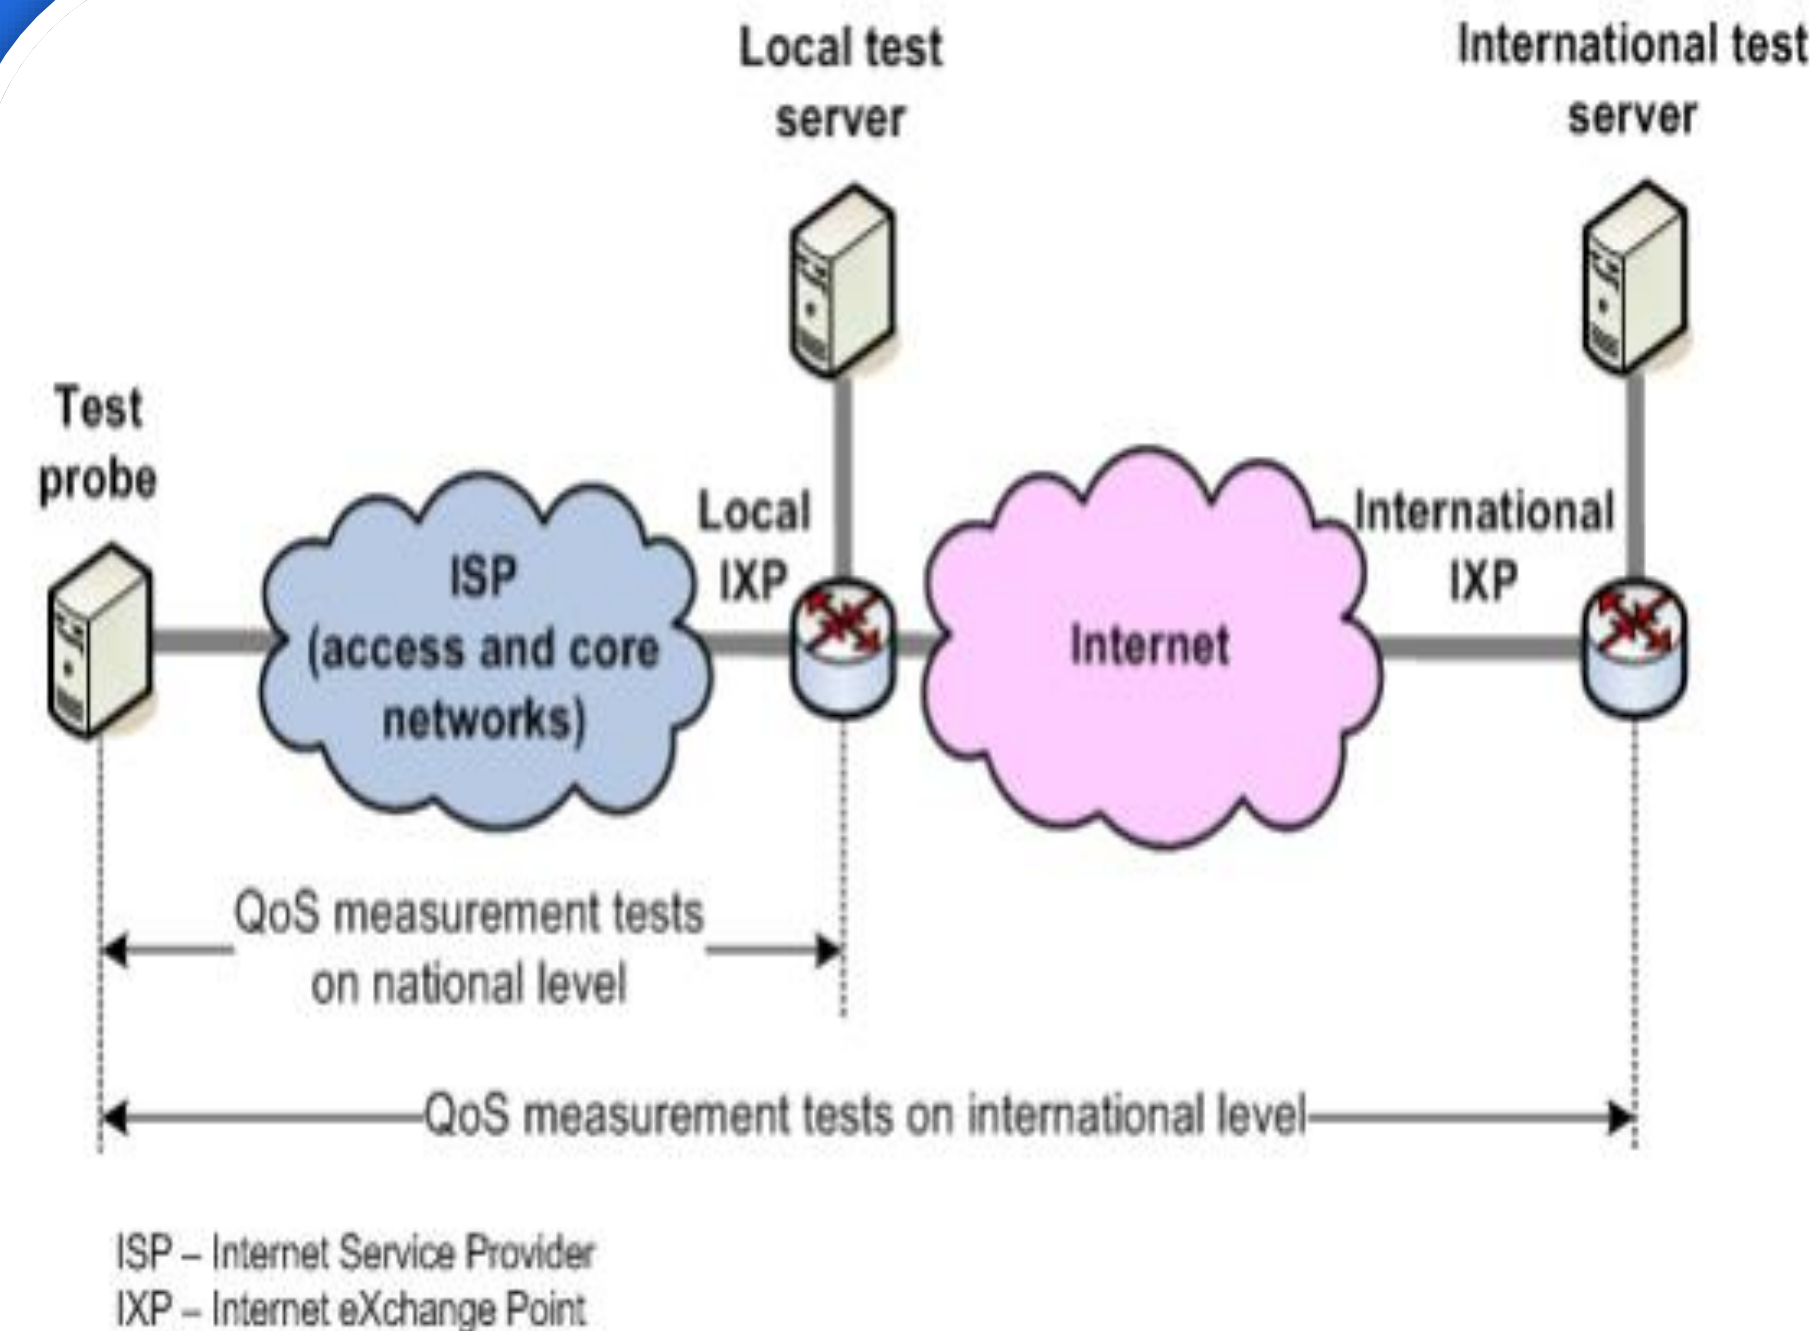 Local test
server
International test
server
Test
probe
ISP
(access and core
networks)
Local
IXP
Internet
International
IXP
QoS measurement tests
on national level
QoS measurement tests on international level
ISP – Internet Service Provider
IXP – Internet eXchange Point